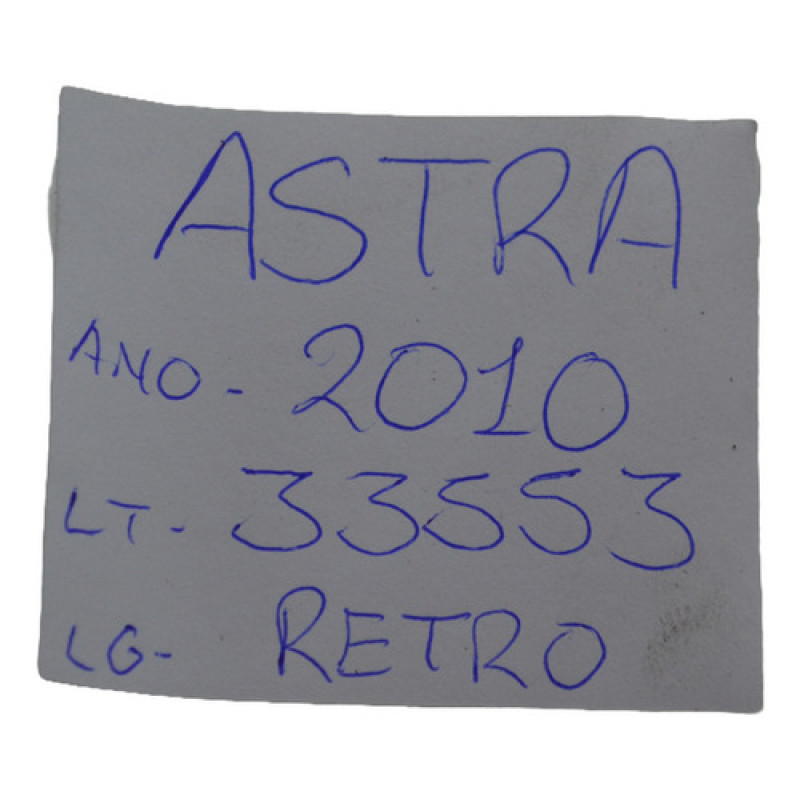 ASTRA
ANO - 2010
LT - 33553
LG - RETRO